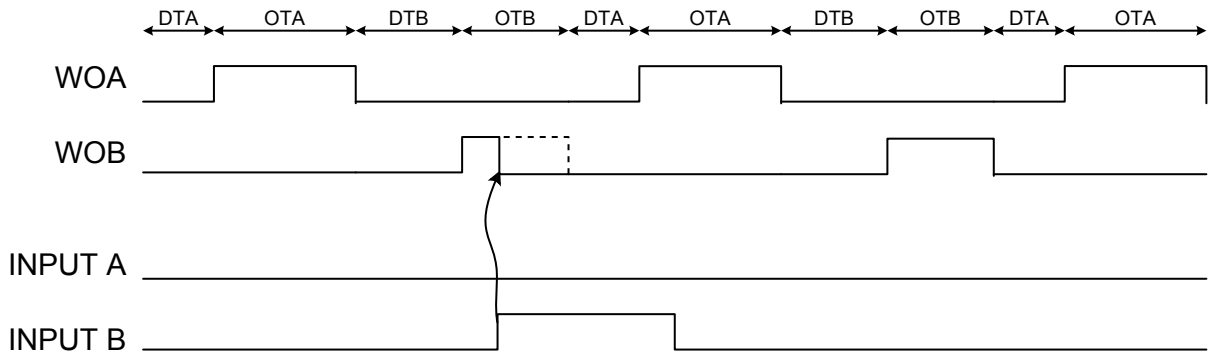 DTA OTA DTB OTB DTA OTA DTB OTB DTA OTA
WOA
WOB
INPUT A
INPUT B